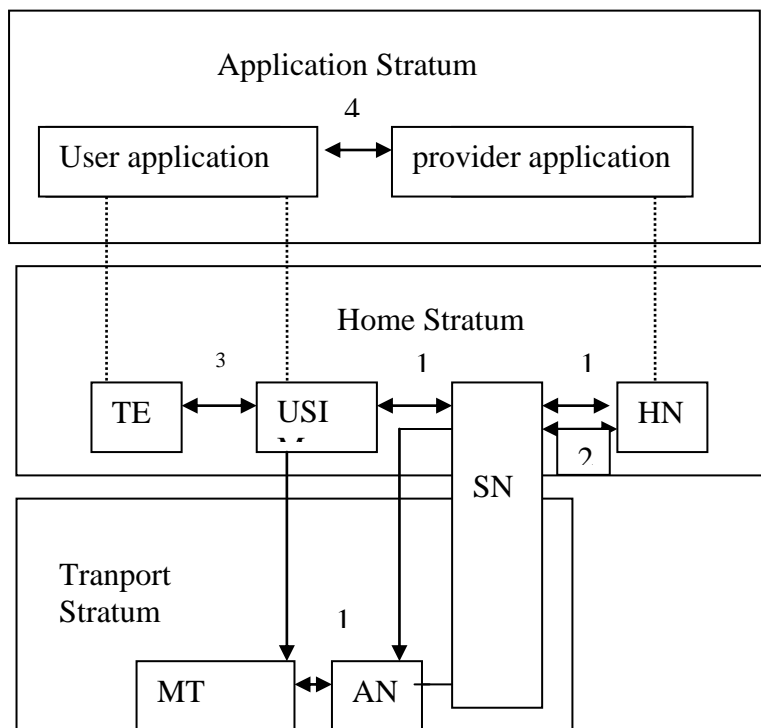 Application Stratum
4
User application
provider application
Home Stratum
3
1
1
TE
USI
HN
2
SN
Tranport
Stratum
1
MT
AN